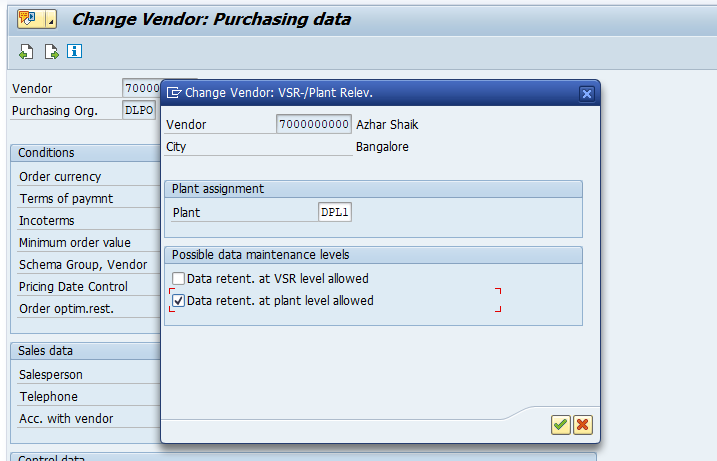 Change Vendor: Purchasing data
Vendor 70000
Purchasing Org. DLPO
Conditions
Order currency
Terms of paymnt
Incoterms
Minimum order value
Schema Group, Vendor
Pricing Date Control
Order optim.rest.
Sales data
Salesperson
Telephone
Acc. with vendor
Control data
Change Vendor: VSR-/Plant Relev.
Vendor 7000000000 Azhar Shaik
City Bangalore
Plant assignment
Plant DPL1
Possible data maintenance levels
Data retent. at VSR level allowed
Data retent. at plant level allowed